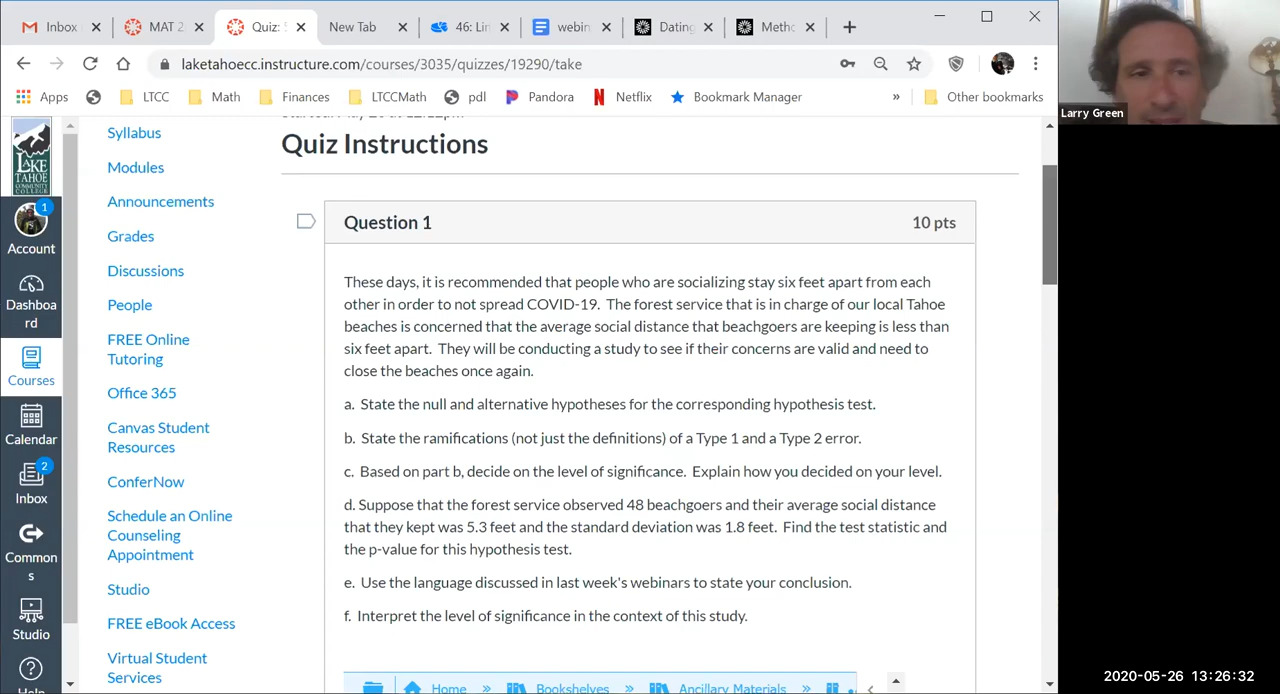 Inbox
MAT 2
Quiz: 5
New Tab
46: Lin
webin
Dating
Metho
laketahoecc.instructure.com/courses/3035/quizzes/19290/take
Apps
LTCC
Math
Finances
LTCCMath
pdl
Pandora
Netflix
Bookmark Manager
»
Other bookmarks
Larry Green
LAKE
TAHOE
COMMUNITY
COLLEGE
1
Account
Dashboa
rd
Courses
Calendar
2
Inbox
Common
s
Studio
Help
Syllabus
Modules
Announcements
Grades
Discussions
People
FREE Online
Tutoring
Office 365
Canvas Student
Resources
ConferNow
Schedule an Online
Counseling
Appointment
Studio
FREE eBook Access
Virtual Student
Services
Quiz Instructions
Question 1
10 pts
These days, it is recommended that people who are socializing stay six feet apart from each
other in order to not spread COVID-19. The forest service that is in charge of our local Tahoe
beaches is concerned that the average social distance that beachgoers are keeping is less than
six feet apart. They will be conducting a study to see if their concerns are valid and need to
close the beaches once again.
a. State the null and alternative hypotheses for the corresponding hypothesis test.
b. State the ramifications (not just the definitions) of a Type 1 and a Type 2 error.
c. Based on part b, decide on the level of significance. Explain how you decided on your level.
d. Suppose that the forest service observed 48 beachgoers and their average social distance
that they kept was 5.3 feet and the standard deviation was 1.8 feet. Find the test statistic and
the p-value for this hypothesis test.
e. Use the language discussed in last week's webinars to state your conclusion.
f. Interpret the level of significance in the context of this study.
Home » Bookshelves » Ancillary Materials »
2020-05-26 13:26:32